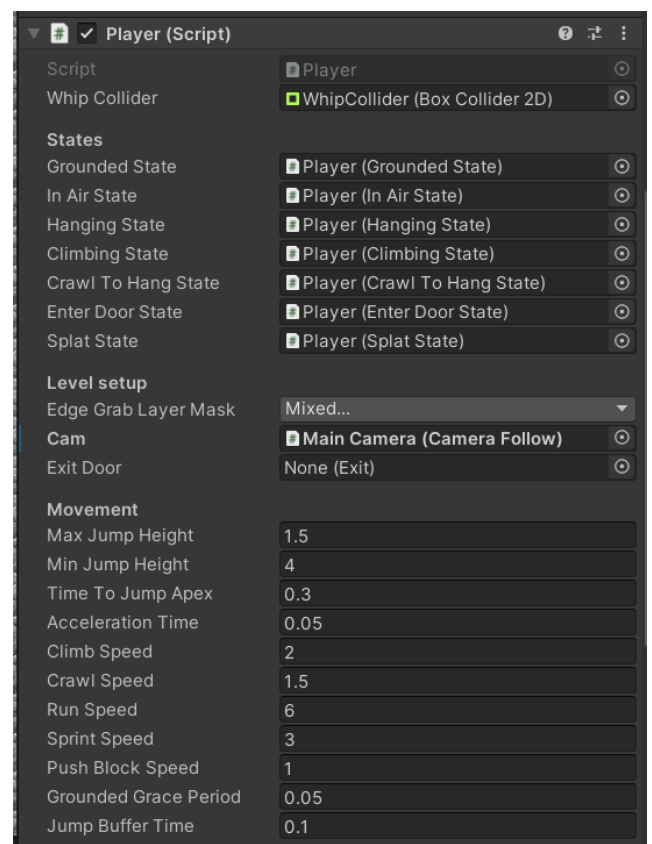 Player (Script)
Script Player
Whip Collider WhipCollider (Box Collider 2D)
States
Grounded State Player (Grounded State)
In Air State Player (In Air State)
Hanging State Player (Hanging State)
Climbing State Player (Climbing State)
Crawl To Hang State Player (Crawl To Hang State)
Enter Door State Player (Enter Door State)
Splat State Player (Splat State)
Level setup
Edge Grab Layer Mask Mixed...
Cam Main Camera (Camera Follow)
Exit Door None (Exit)
Movement
Max Jump Height 1.5
Min Jump Height 4
Time To Jump Apex 0.3
Acceleration Time 0.05
Climb Speed 2
Crawl Speed 1.5
Run Speed 6
Sprint Speed 3
Push Block Speed 1
Grounded Grace Period 0.05
Jump Buffer Time 0.1